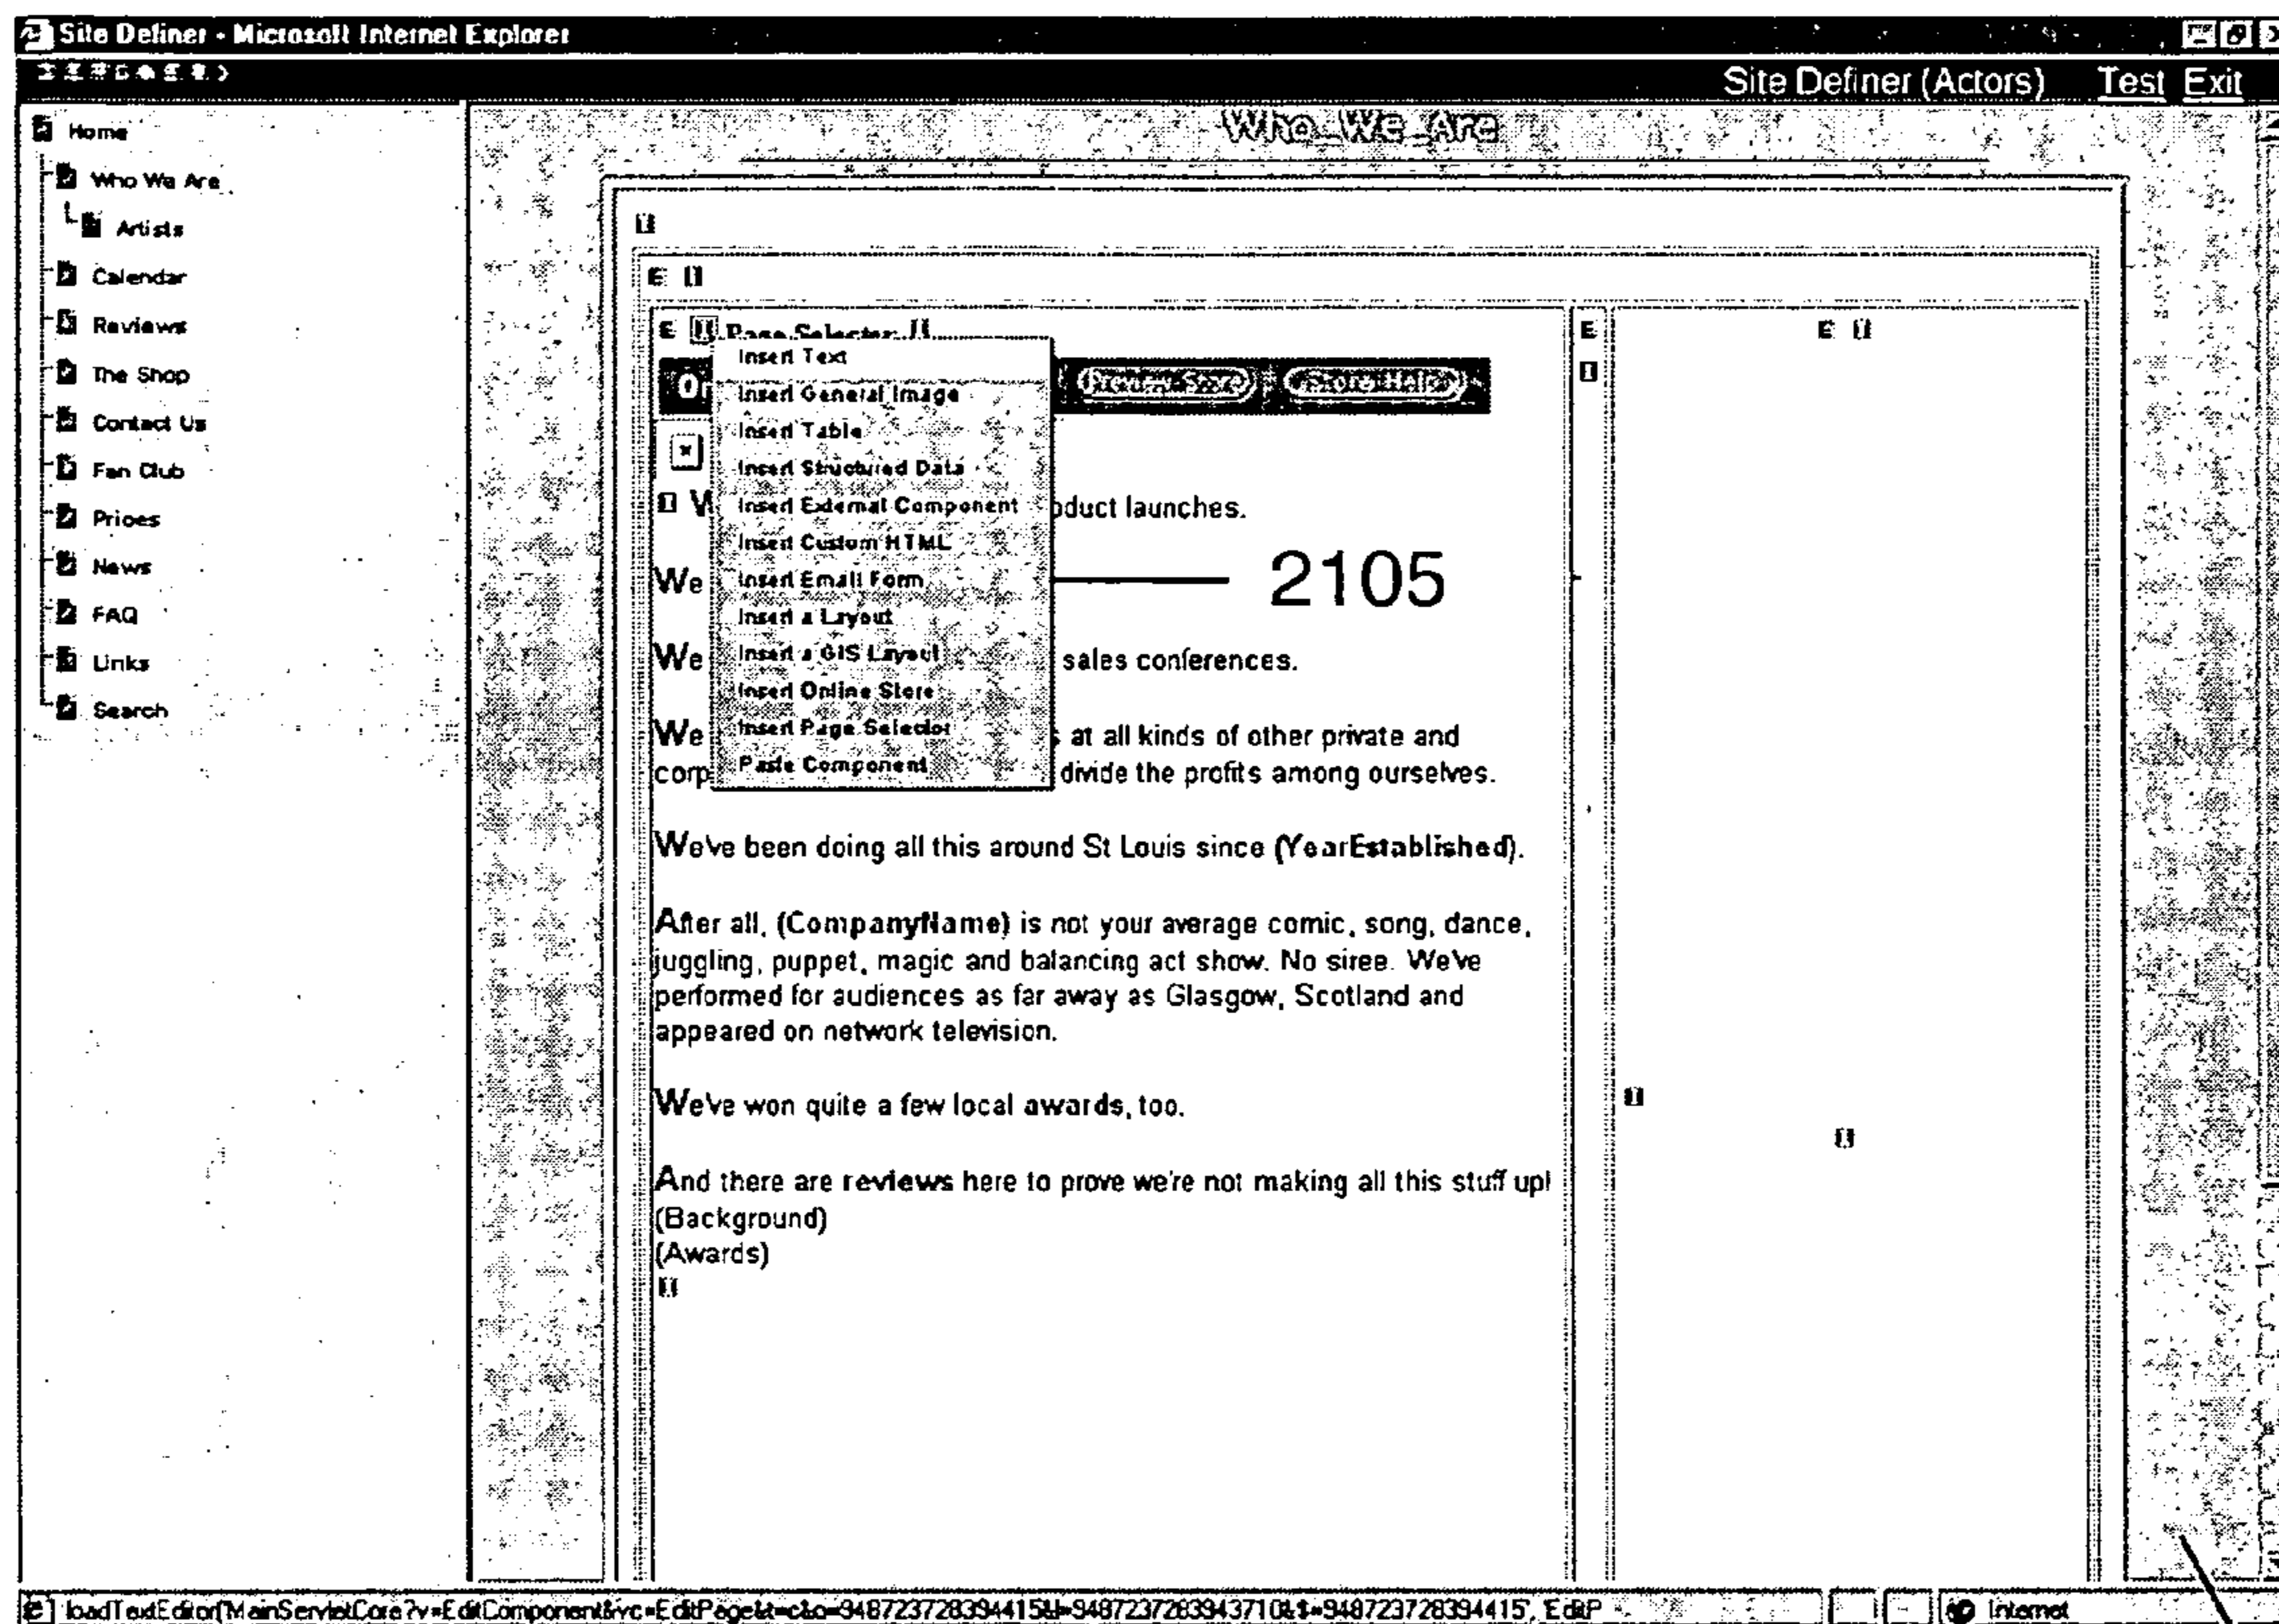 Site Definer - Microsoft Internet Explorer
Site Definer (Actors) Test Exit
Home
Who We Are
Artists
Calendar
Reviews
The Shop
Contact Us
Fan Club
Prices
News
FAQ
Links
Search
Who_We_Are
E
E Page Selector
E
E
Insert Text
Insert General Image
Insert Table
Insert Structured Data
Insert External Component
Insert Custom HTML
Insert Email Form
Insert a Layout
Insert a GIS Layout
Insert Online Store
Insert Page Selector
Paste Component
Preview Store Store Help
oduct launches.
We
2105
We sales conferences.
We at all kinds of other private and
corp divide the profits among ourselves.
We've been doing all this around St Louis since (YearEstablished).
After all, (CompanyName) is not your average comic, song, dance,
juggling, puppet, magic and balancing act show. No siree. We've
performed for audiences as far away as Glasgow, Scotland and
appeared on network television.
We've won quite a few local awards, too.
And there are reviews here to prove we're not making all this stuff up!
(Background)
(Awards)
Internet